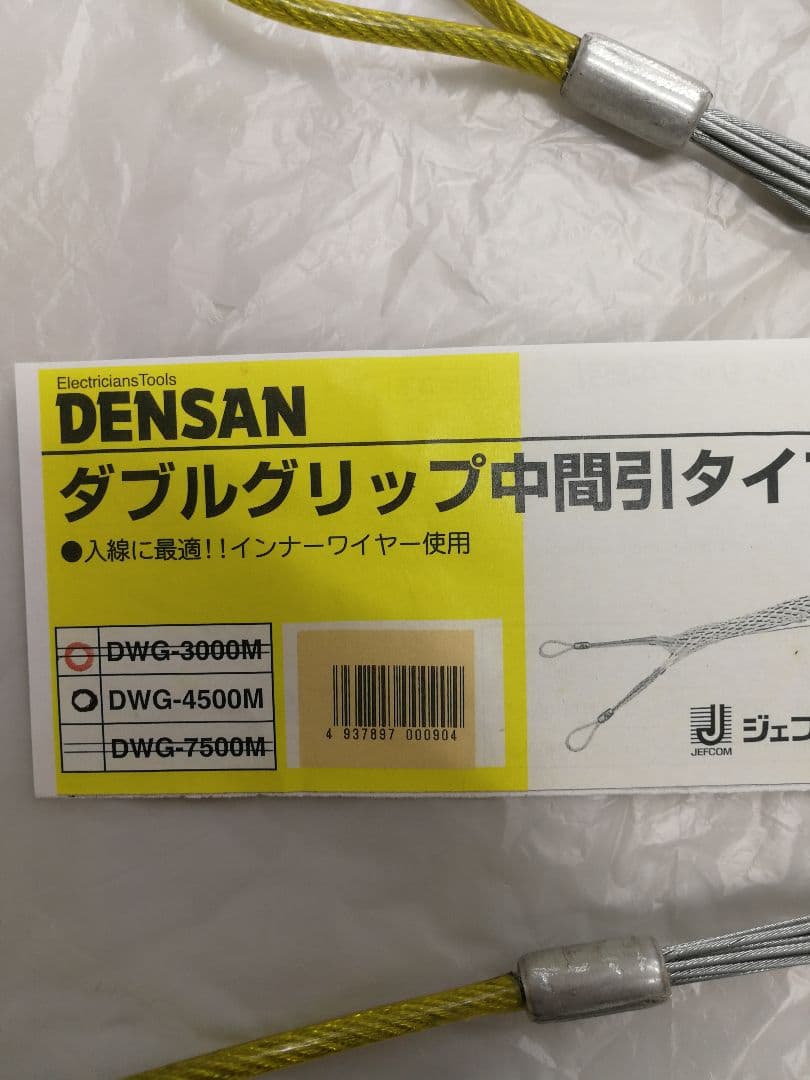 ElectriciansTools
DENSAN
ダブルグリップ中間引タイ
●入線に最適!!インナーワイヤー使用
DWG-3000M
DWG-4500M
DWG-7500M
4 937897 000904
JEFCOM
ジェフ